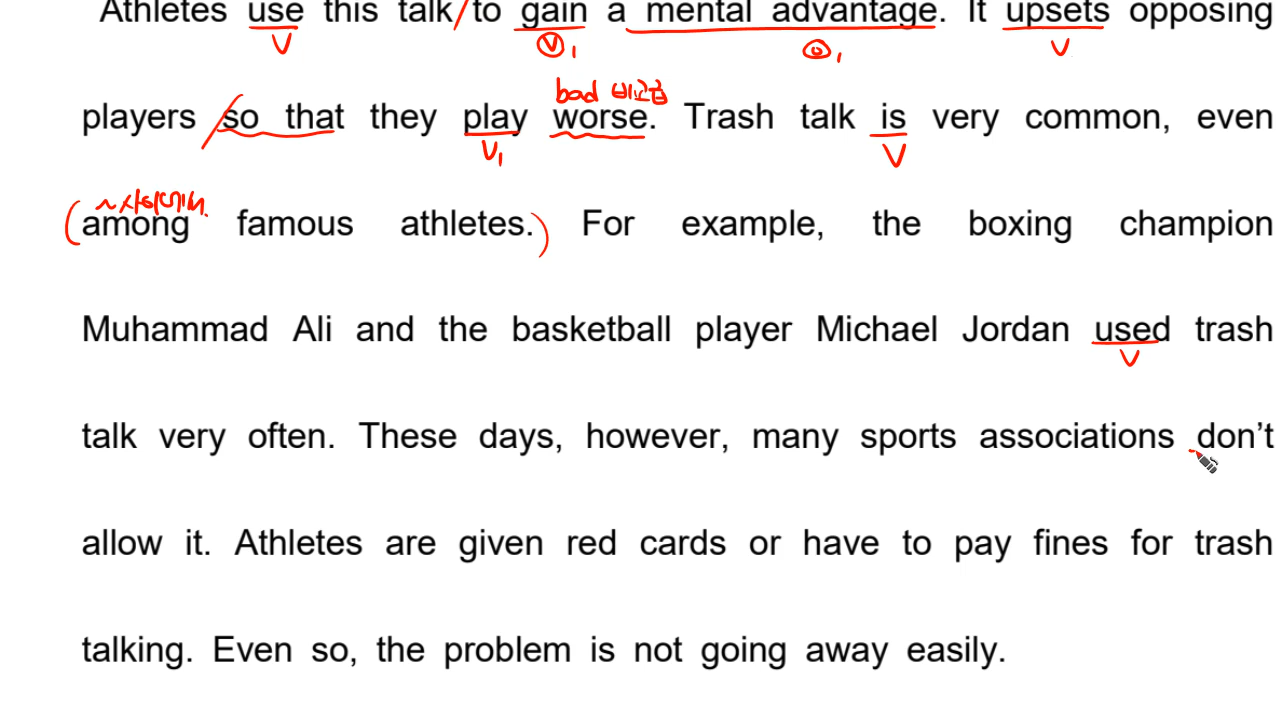 Athletes use this talk to gain a mental advantage. It upsets opposing
V V 1 O 1 V
bad 비교급
players so that they play worse. Trash talk is very common, even
V1 V
~사이에서
among famous athletes. For example, the boxing champion
Muhammad Ali and the basketball player Michael Jordan used trash
V
talk very often. These days, however, many sports associations don’t
allow it. Athletes are given red cards or have to pay fines for trash
talking. Even so, the problem is not going away easily.